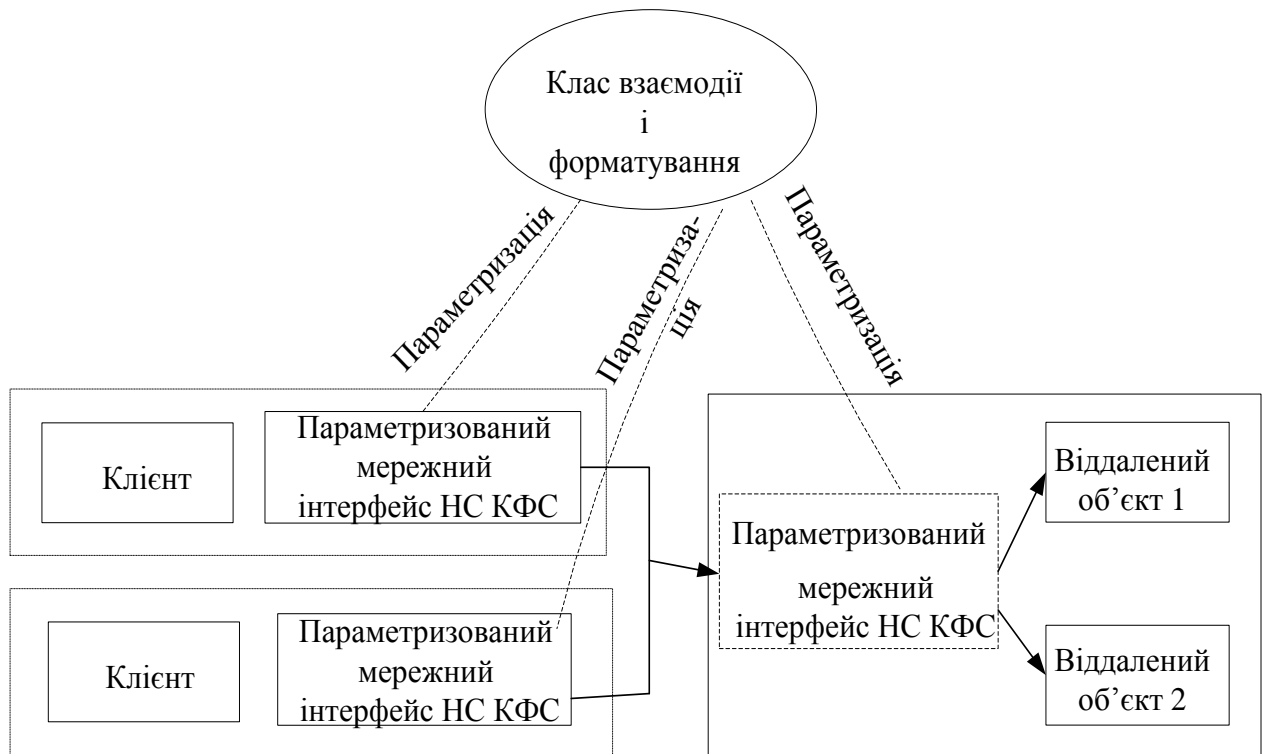 Клас взаємодії
і
форматування
Параметризація
Параметриза-
ція
Параметризація
Клієнт
Параметризований
мережний
інтерфейс НС КФС
Клієнт
Параметризований
мережний
інтерфейс НС КФС
Параметризований
мережний
інтерфейс НС КФС
Віддалений
об’єкт 1
Віддалений
об’єкт 2